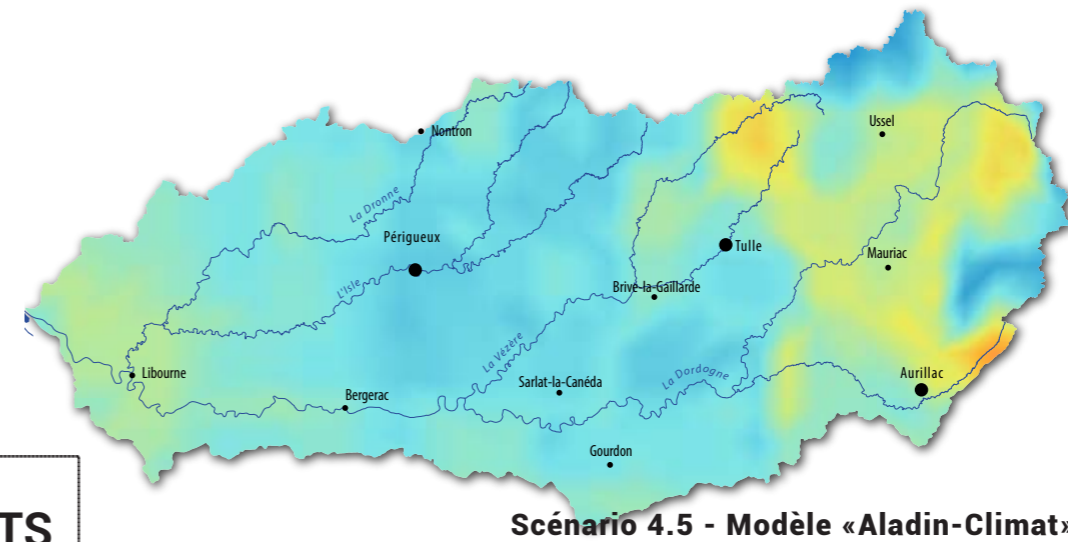 Nontron
Ussel
La Dronne
Périgueux
Tulle
Mauriac
L'Isle
Brive-la-Gaillarde
La Vézère
Libourne
La Dordogne
Aurillac
Sarlat-la-Canéda
Bergerac
Gourdon
TS
Scénario 4.5 - Modèle «Aladin-Climat»